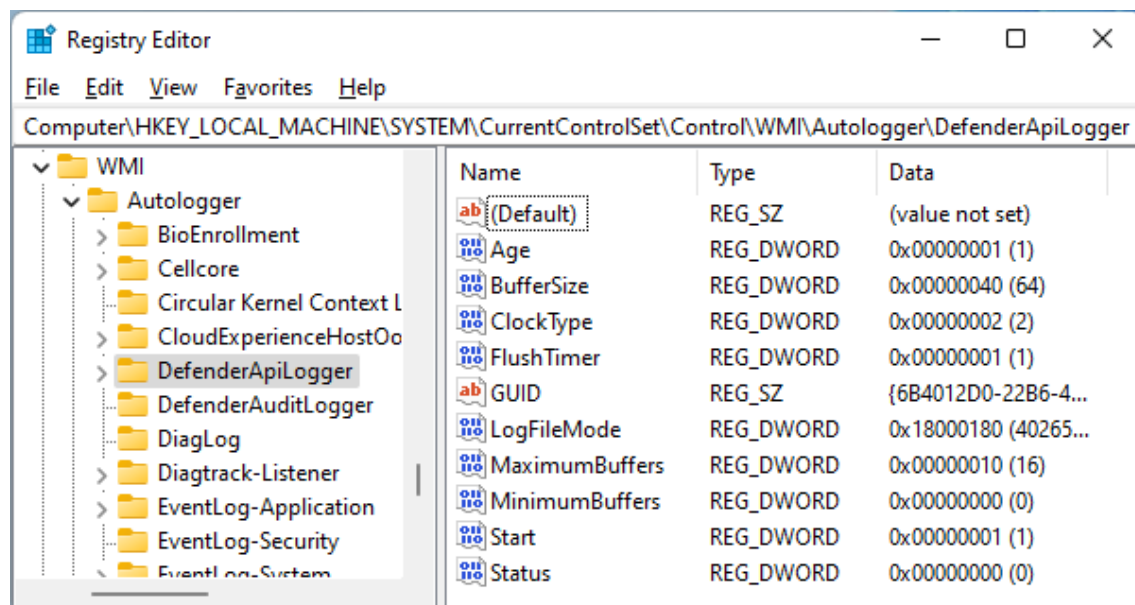 Registry Editor
File Edit View Favorites Help
Computer\HKEY_LOCAL_MACHINE\SYSTEM\CurrentControlSet\Control\WMI\Autologger\DefenderApiLogger
WMI
Autologger
BioEnrollment
Cellcore
Circular Kernel Context L
CloudExperienceHostOo
DefenderApiLogger
DefenderAuditLogger
DiagLog
Diagtrack-Listener
EventLog-Application
EventLog-Security
EventLog-System
Name Type Data
(Default) REG_SZ (value not set)
Age REG_DWORD 0x00000001 (1)
BufferSize REG_DWORD 0x00000040 (64)
ClockType REG_DWORD 0x00000002 (2)
FlushTimer REG_DWORD 0x00000001 (1)
GUID REG_SZ {6B4012D0-22B6-4...
LogFileMode REG_DWORD 0x18000180 (40265...
MaximumBuffers REG_DWORD 0x00000010 (16)
MinimumBuffers REG_DWORD 0x00000000 (0)
Start REG_DWORD 0x00000001 (1)
Status REG_DWORD 0x00000000 (0)